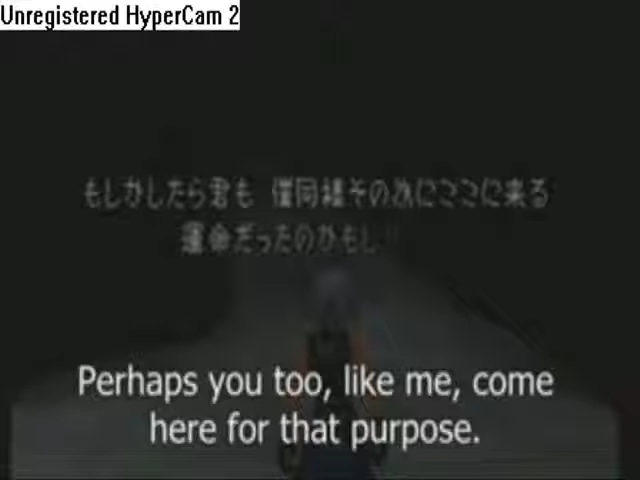 Unregistered HyperCam 2
もしかしたら君も 僕同様その為にここに来る
運命だったのかもし
Perhaps you too, like me, come
here for that purpose.